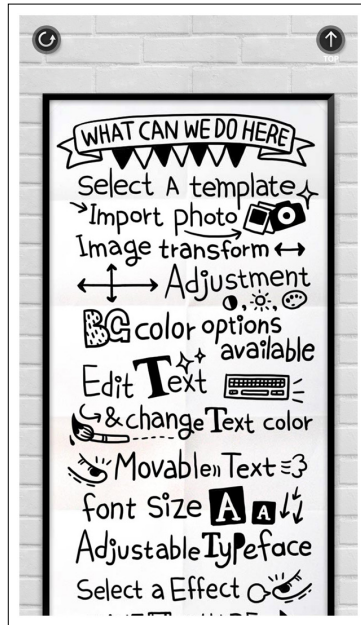 TOP
WHAT CAN WE DO HERE
Select A template
Import photo
Image transform
Adjustment
BG color options
available
Edit Text
& change Text color
Movable Text
font Size A A
Adjustable Typeface
Select a Effect